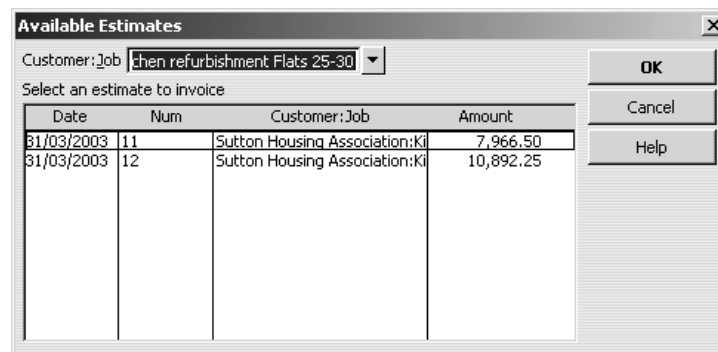 Available Estimates
Customer:Job chen refurbishment Flats 25-30
Select an estimate to invoice
Date Num Customer:Job Amount
31/03/2003 11 Sutton Housing Association:Ki 7,966.50
31/03/2003 12 Sutton Housing Association:Ki 10,892.25
OK
Cancel
Help